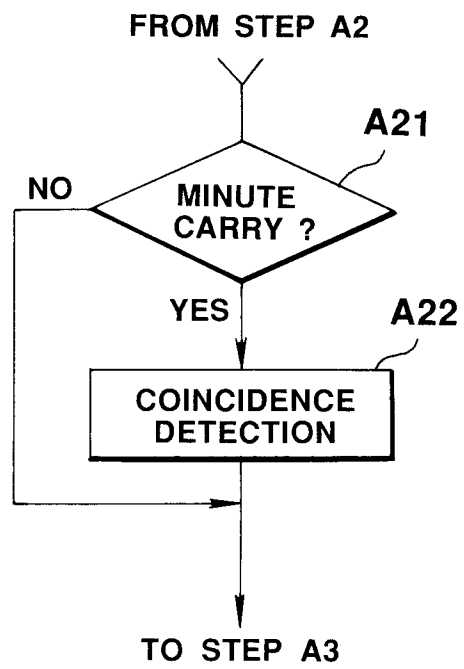 FROM STEP A2
A21
NO
MINUTE
CARRY ?
YES
A22
COINCIDENCE
DETECTION
TO STEP A3